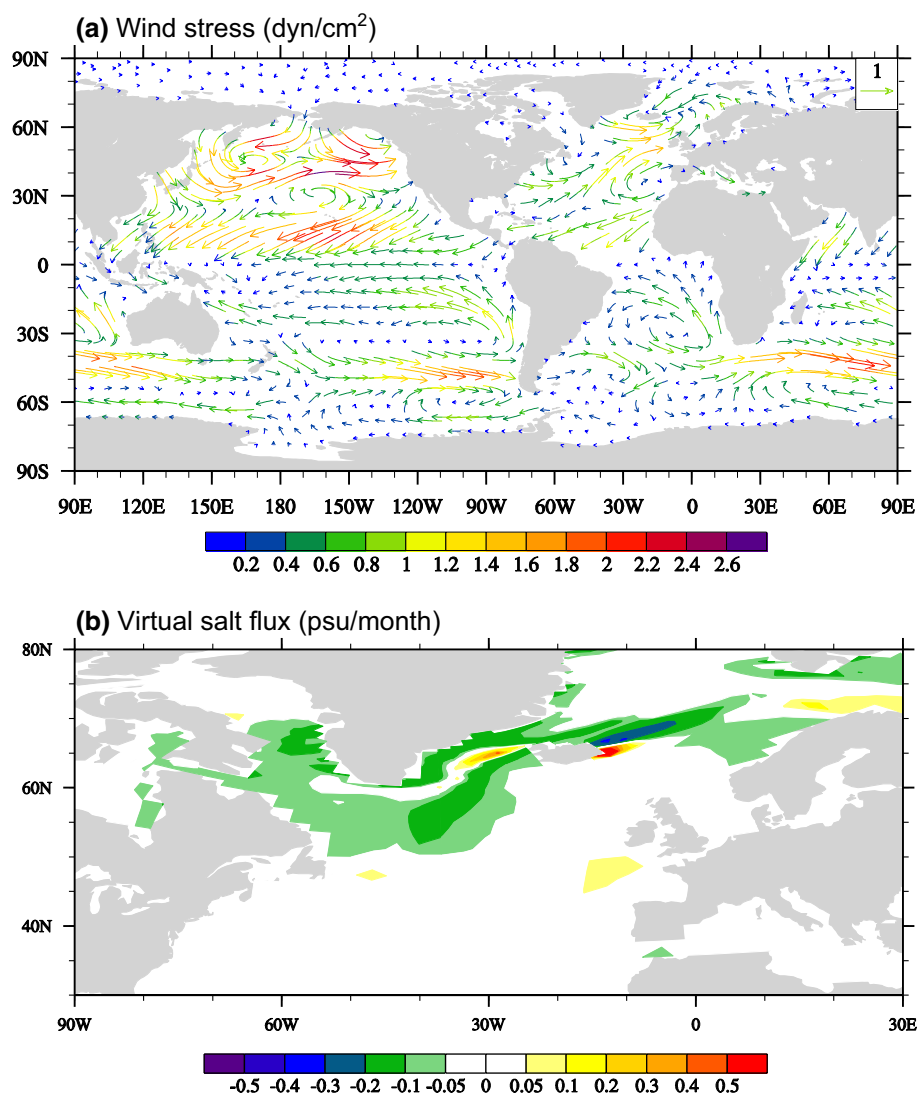 (a) Wind stress (dyn/cm²)
90N
1
60N
30N
0
30S
60S
90S
90E 120E 150E 180 150W 120W 90W 60W 30W 0 30E 60E 90E
0.2 0.4 0.6 0.8 1 1.2 1.4 1.6 1.8 2 2.2 2.4 2.6
(b) Virtual salt flux (psu/month)
80N
60N
40N
90W 60W 30W 0 30E
-0.5 -0.4 -0.3 -0.2 -0.1 -0.05 0 0.05 0.1 0.2 0.3 0.4 0.5